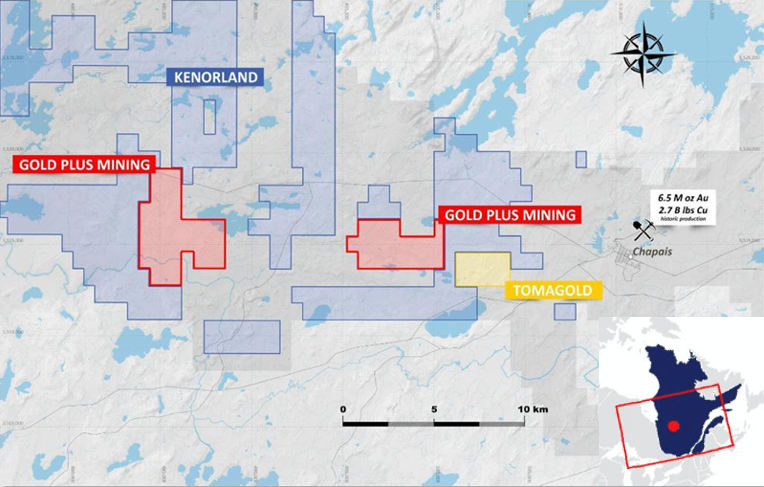 KENORLAND
GOLD PLUS MINING
GOLD PLUS MINING
6.5 M oz Au
2.7 B lbs Cu
historic production
Chapais
TOMAGOLD
0 5 10 km